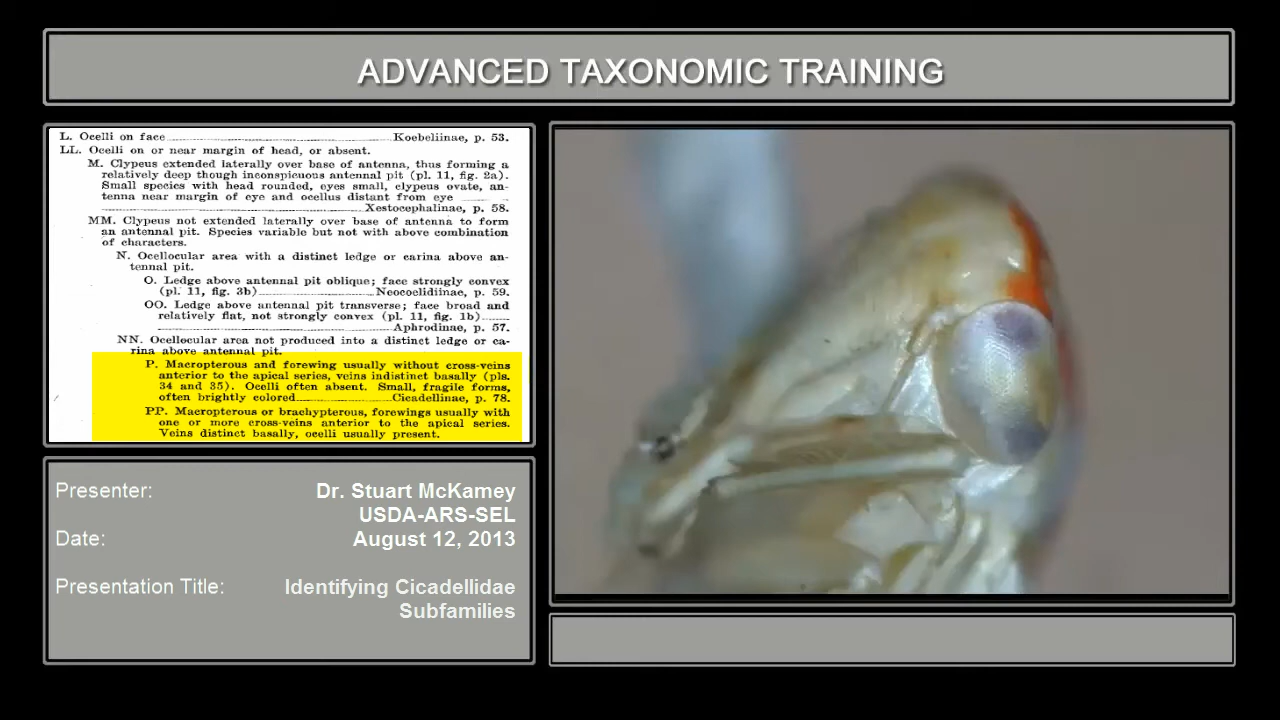 ADVANCED TAXONOMIC TRAINING
L. Ocelli on face Koebeliinae, p. 53.
LL. Ocelli on or near margin of head, or absent.
M. Clypeus extended laterally over base of antenna, thus forming a
relatively deep though inconspicuous antennal pit (pl. 11, fig. 2a).
Small species with head rounded, eyes small, clypeus ovate, an-
tenna near margin of eye and ocellus distant from eye
Xestocephalinae, p. 58.
MM. Clypeus not extended laterally over base of antenna to form
an antennal pit. Species variable but not with above combination
of characters.
N. Ocellocular area with a distinct ledge or carina above an-
tennal pit.
O. Ledge above antennal pit oblique; face strongly convex
(pl. 11, fig. 3b) Neocoelidiinae, p. 59.
OO. Ledge above antennal pit transverse; face broad and
relatively flat, not strongly convex (pl. 11, fig. 1b)
Aphrodinae, p. 57.
NN. Ocellocular area not produced into a distinct ledge or ca-
rina above antennal pit.
P. Macropterous and forewing usually without cross-veins
anterior to the apical series, veins indistinct basally (pls.
34 and 35). Ocelli often absent. Small, fragile forms,
often brightly colored Cicadellinae, p. 78.
PP. Macropterous or brachypterous, forewings usually with
one or more cross-veins anterior to the apical series.
Veins distinct basally, ocelli usually present.
Presenter: Dr. Stuart McKamey
USDA-ARS-SEL
Date: August 12, 2013
Presentation Title: Identifying Cicadellidae
Subfamilies